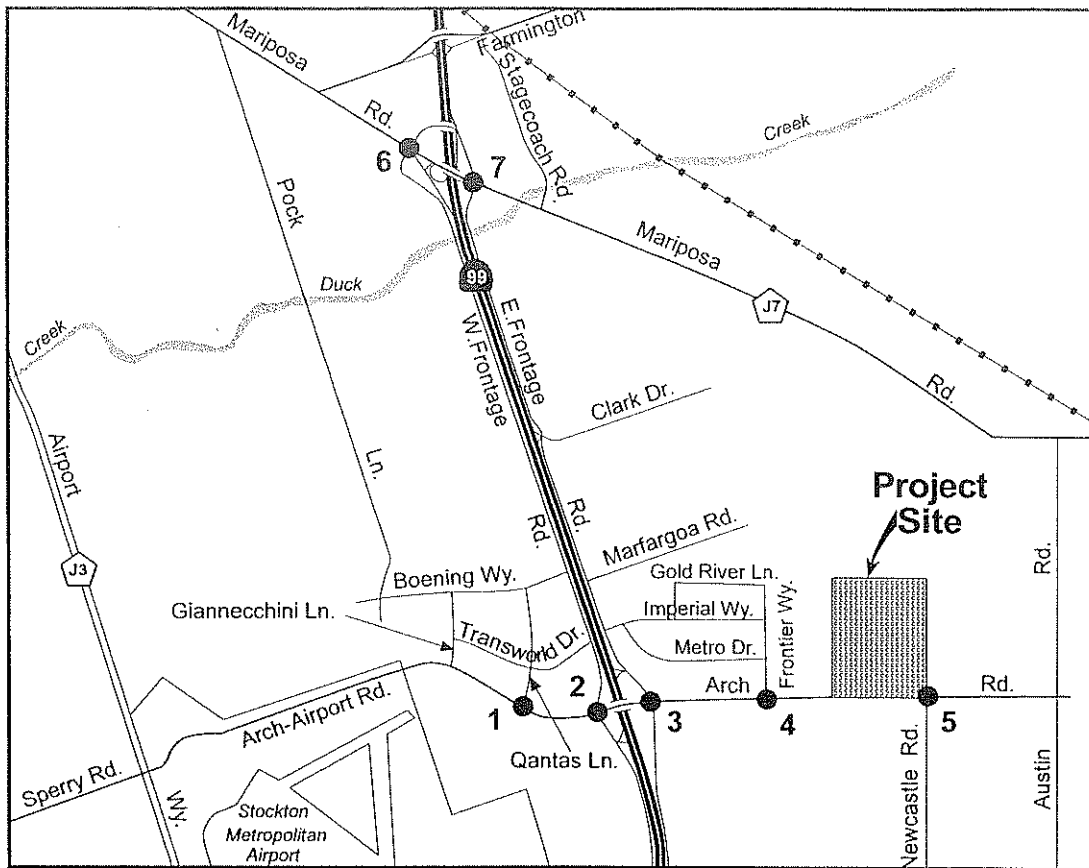 Mariposa
Rd.
Farmington
Stagecoach Rd.
Creek
6
7
Pock
Ln.
Mariposa
J7
Rd.
Duck
Creek
99
E.Frontage
Rd.
W.Frontage
Rd.
Clark Dr.
Airport
J3
Wy.
Project
Site
Marfargoa Rd.
Boening Wy.
Gold River Ln.
Giannecchini Ln.
Imperial Wy.
Transworld Dr.
Metro Dr.
Frontier Wy.
Rd.
Austin
1
2
3
Arch
4
5
Rd.
Arch-Airport Rd.
Qantas Ln.
Sperry Rd.
Newcastle Rd.
Stockton
Metropolitan
Airport